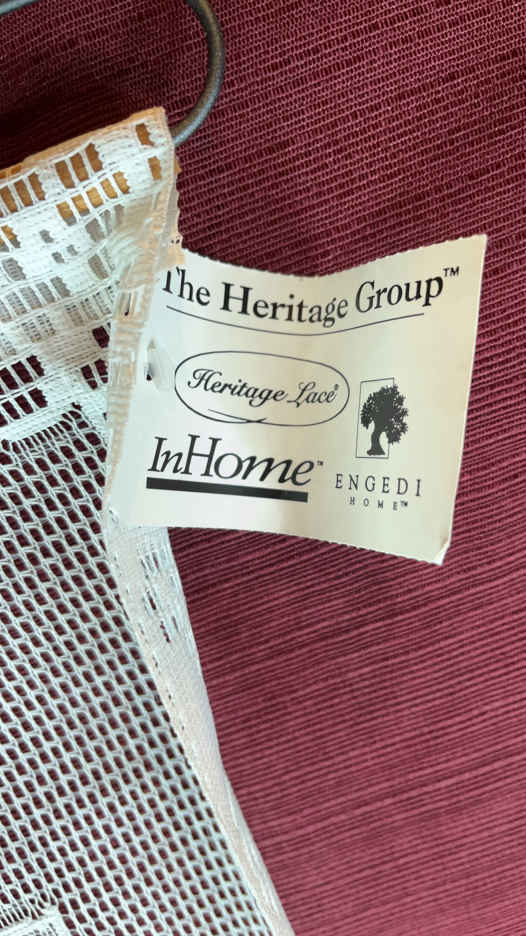 The Heritage Group™
Heritage Lace®
InHome™
ENGEDI
HOME™